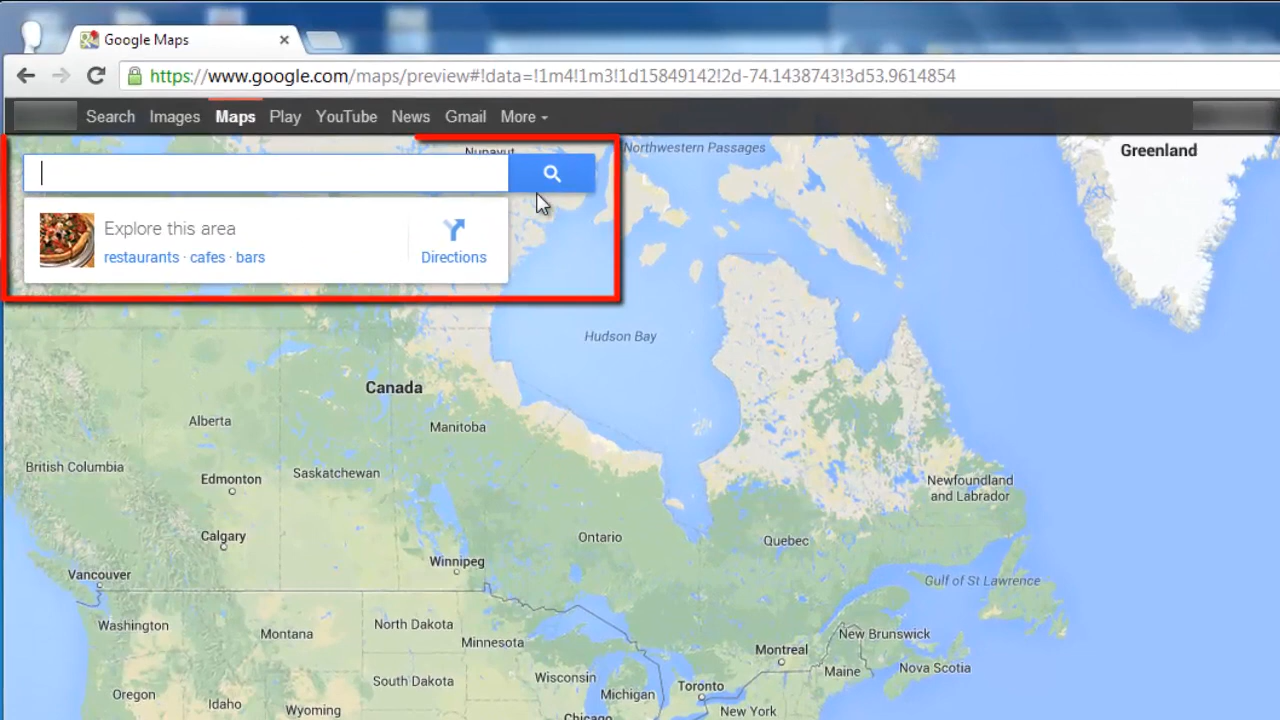 Google Maps
https://www.google.com/maps/preview#!data=!1m4!1m3!1d15849142!2d-74.1438743!3d53.9614854
Search Images Maps Play YouTube News Gmail More
Nunavut
Northwestern Passages
Greenland
Explore this area
restaurants · cafes · bars
Directions
Hudson Bay
Canada
Alberta
Manitoba
British Columbia
Saskatchewan
Edmonton
Newfoundland
and Labrador
Calgary
Ontario
Quebec
Winnipeg
Vancouver
Gulf of St Lawrence
Washington
Montana
North Dakota
Minnesota
New Brunswick
Montreal
Maine
Nova Scotia
South Dakota
Wisconsin
Michigan
Toronto
Oregon
Idaho
Wyoming
New York
Chicago